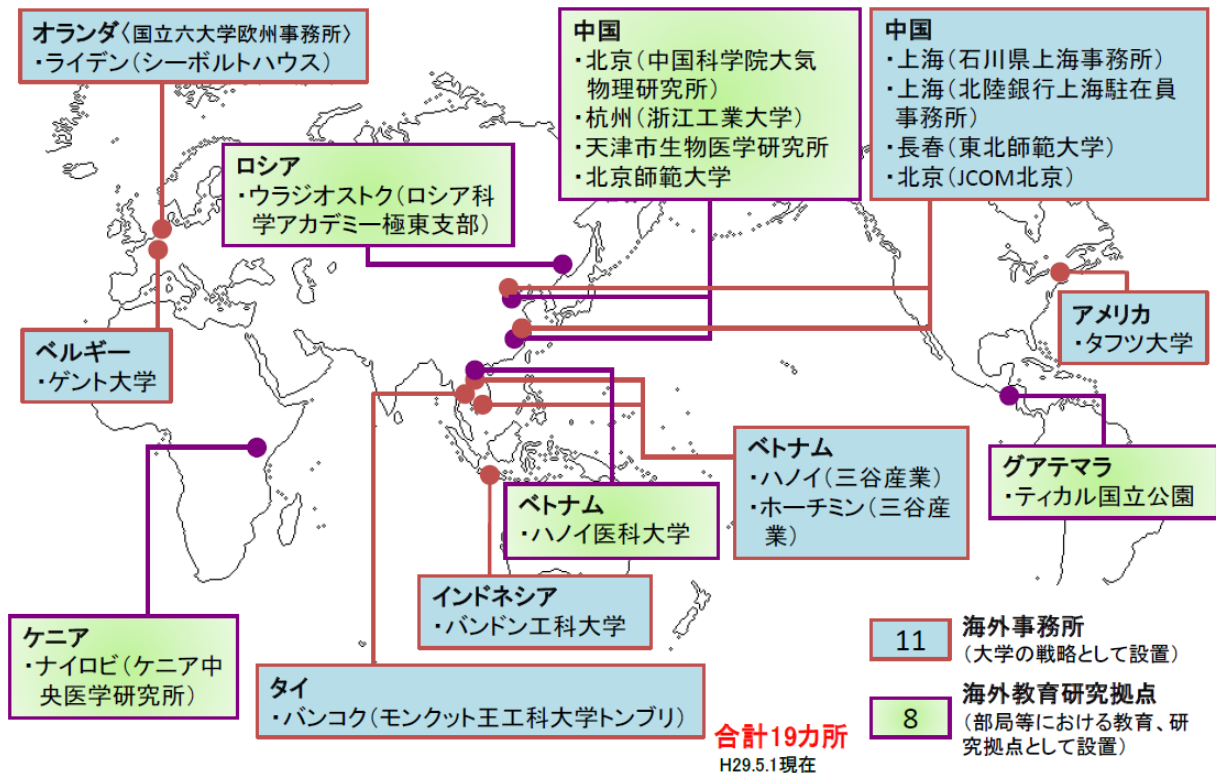 オランダ〈国立六大学欧州事務所〉
・ライデン(シーボルトハウス)
中国
・北京(中国科学院大気
物理研究所)
・杭州(浙江工業大学)
・天津市生物医学研究所
・北京師範大学
中国
・上海(石川県上海事務所)
・上海(北陸銀行上海駐在員
事務所)
・長春(東北師範大学)
・北京(JCOM北京)
ロシア
・ウラジオストク(ロシア科
学アカデミー極東支部)
ベルギー
・ゲント大学
アメリカ
・タフツ大学
ベトナム
・ハノイ(三谷産業)
・ホーチミン(三谷産
業)
グアテマラ
・ティカル国立公園
ベトナム
・ハノイ医科大学
インドネシア
・バンドン工科大学
ケニア
・ナイロビ(ケニア中
央医学研究所)
タイ
・バンコク(モンクット王工科大学トンブリ)
11
海外事務所
(大学の戦略として設置)
8
海外教育研究拠点
(部局等における教育、研
究拠点として設置)
合計19カ所
H29.5.1現在